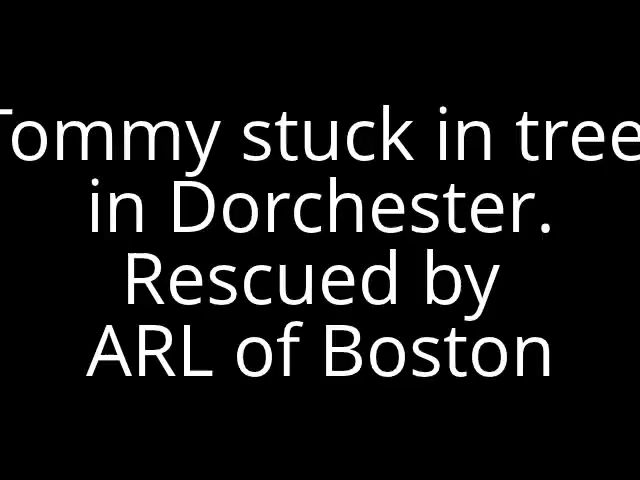 Tommy stuck in tree
in Dorchester.
Rescued by
ARL of Boston